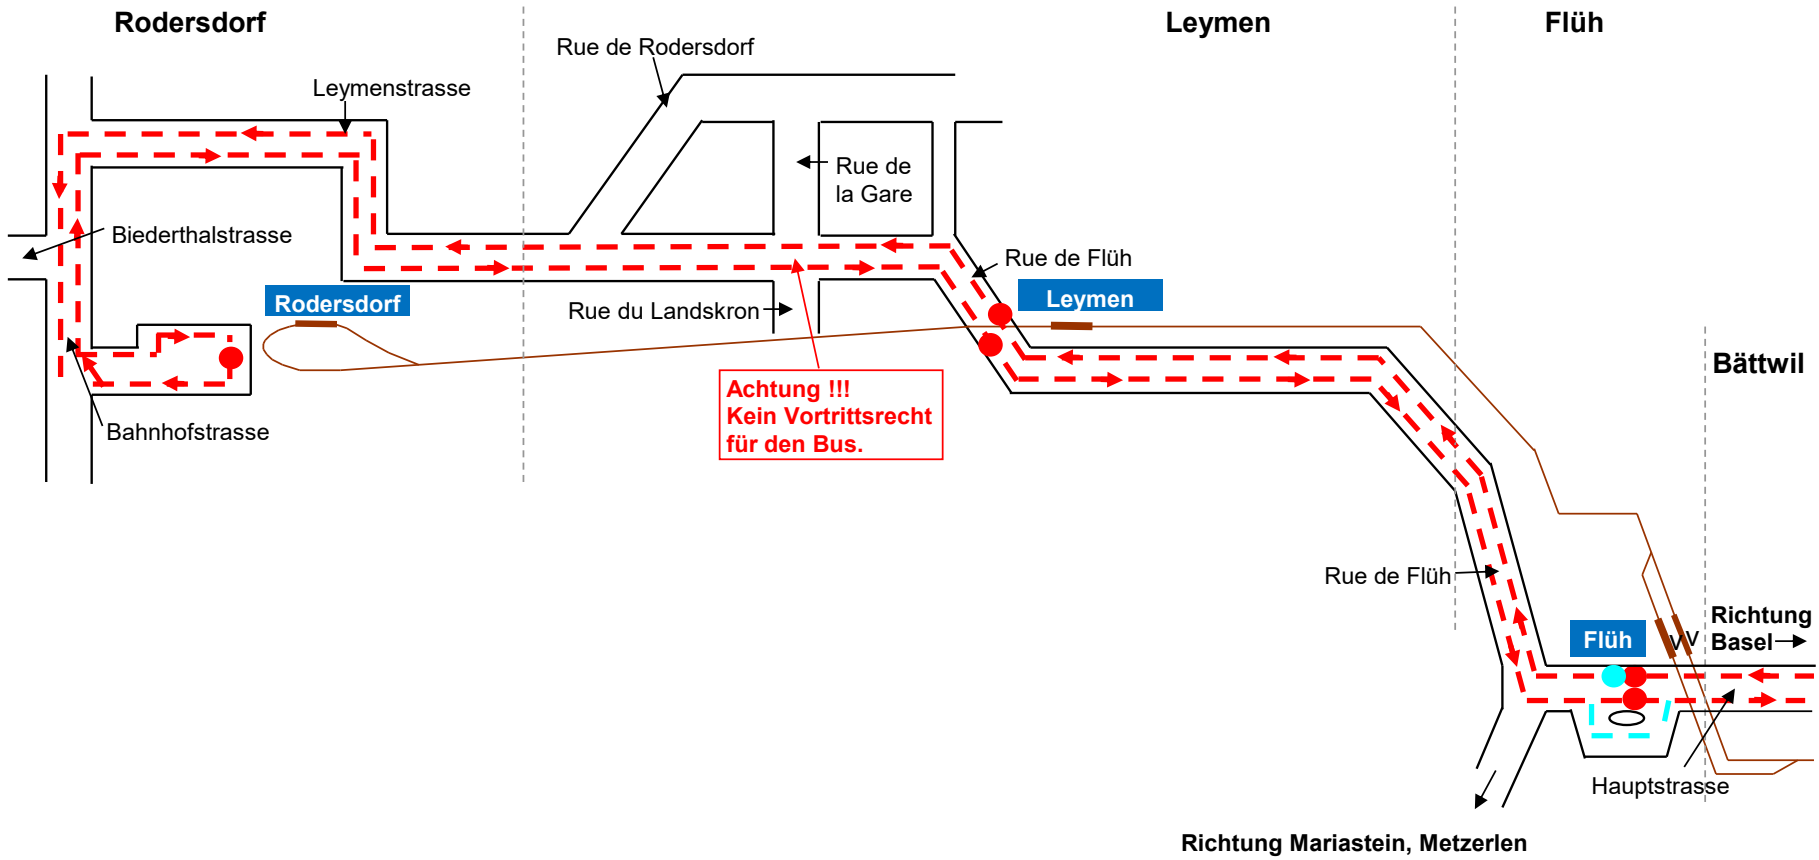 Rodersdorf
Leymen
Flüh
Rue de Rodersdorf
Leymenstrasse
Rue de
la Gare
Biederthalstrasse
Rue de Flüh
Rodersdorf
Leymen
Rue du Landskron
Bättwil
Achtung !!!
Kein Vortrittsrecht
für den Bus.
Bahnhofstrasse
Rue de Flüh
Flüh
V V
Richtung
Basel
Hauptstrasse
Richtung Mariastein, Metzerlen